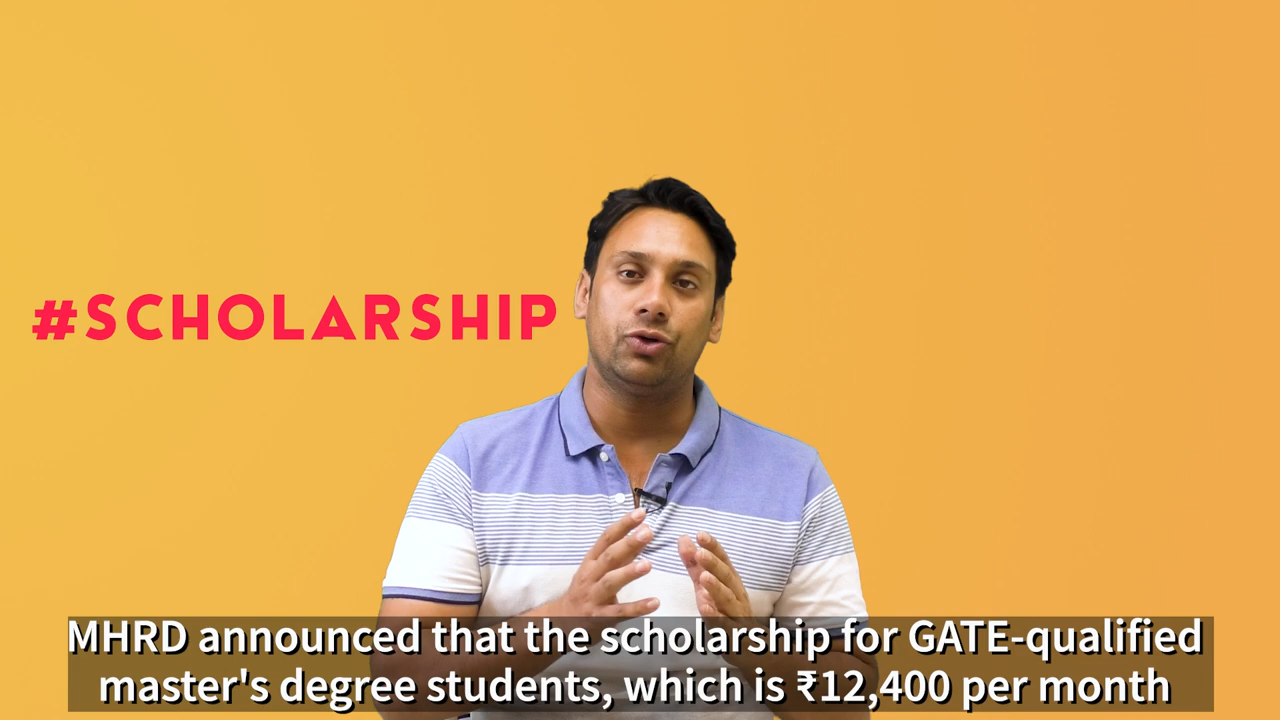 #SCHOLARSHIP
MHRD announced that the scholarship for GATE-qualified
master's degree students, which is ₹12,400 per month